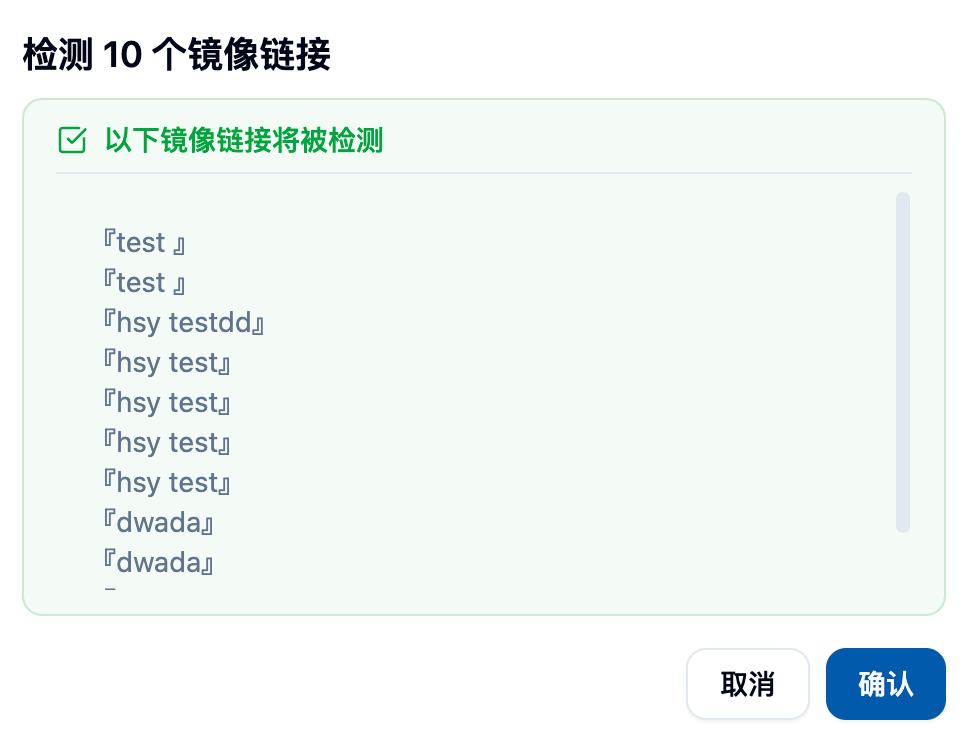 检测 10 个镜像链接
以下镜像链接将被检测
『test 』
『test 』
『hsy testdd』
『hsy test』
『hsy test』
『hsy test』
『hsy test』
『dwada』
『dwada』
取消
确认